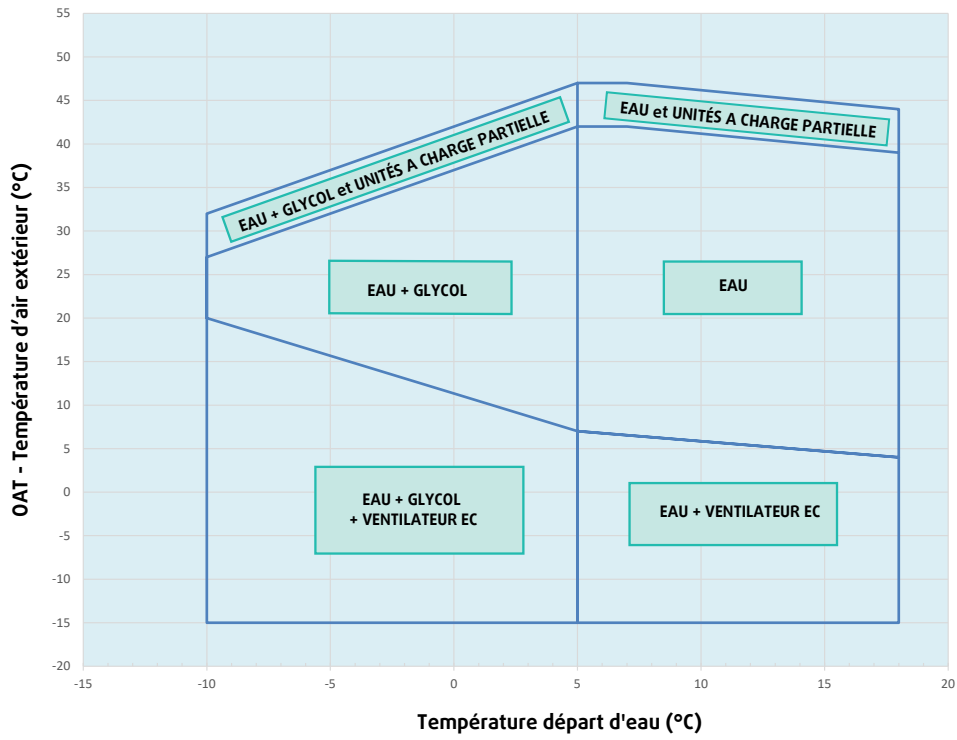 55
50
45
40
35
30
25
20
15
10
5
0
-5
-10
-15
-20
-15
-10
-5
0
5
10
15
20
OAT - Température d'air extérieur (°C)
Température départ d'eau (°C)
EAU + GLYCOL et UNITÉS A CHARGE PARTIELLE
EAU et UNITÉS A CHARGE PARTIELLE
EAU + GLYCOL
EAU
EAU + GLYCOL
+ VENTILATEUR EC
EAU + VENTILATEUR EC